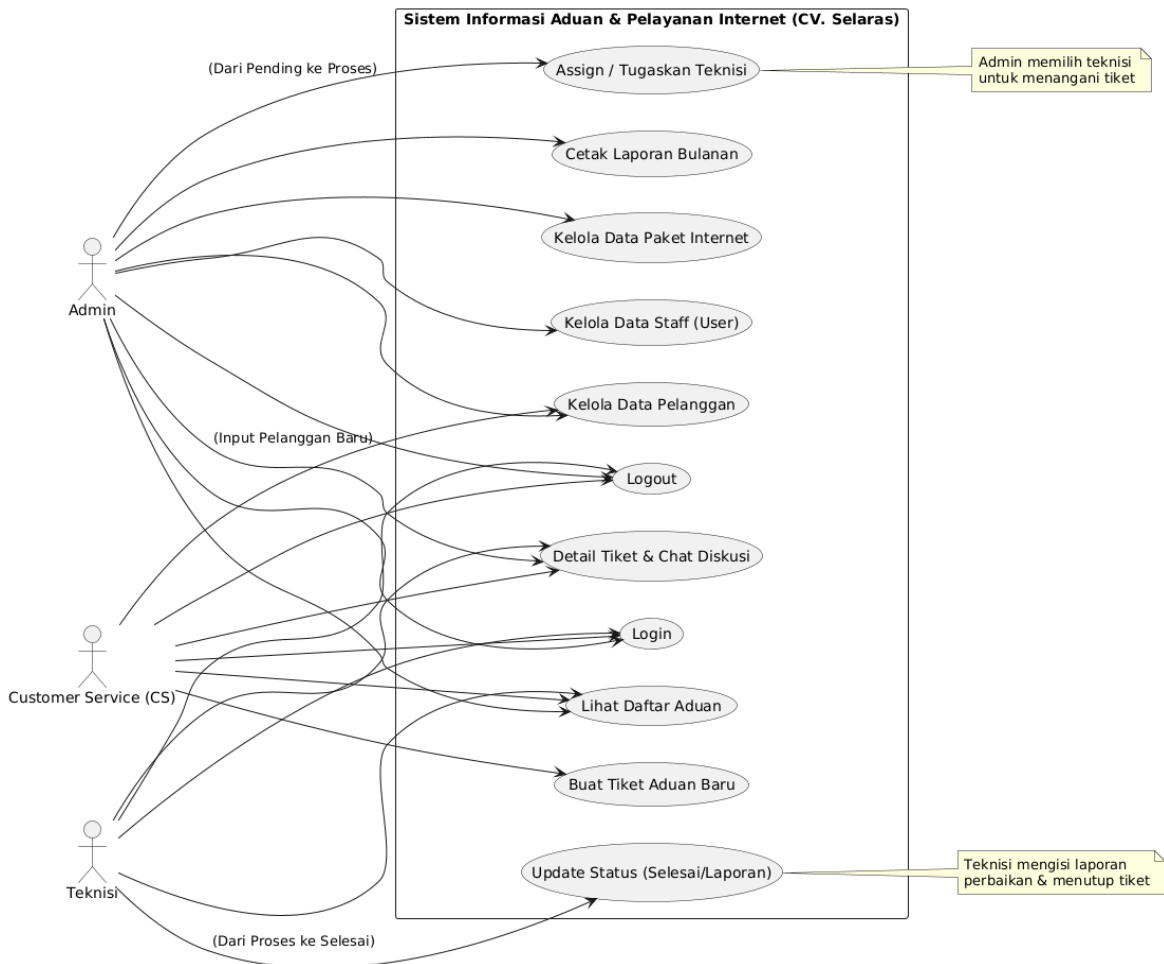 Sistem Informasi Aduan & Pelayanan Internet (CV. Selaras)
(Dari Pending ke Proses)
Assign / Tugaskan Teknisi
Admin memilih teknisi
untuk menangani tiket
Cetak Laporan Bulanan
Kelola Data Paket Internet
Admin
Kelola Data Staff (User)
Kelola Data Pelanggan
(Input Pelanggan Baru)
Logout
Detail Tiket & Chat Diskusi
Login
Customer Service (CS)
Lihat Daftar Aduan
Buat Tiket Aduan Baru
Teknisi
Update Status (Selesai/Laporan)
Teknisi mengisi laporan
perbaikan & menutup tiket
(Dari Proses ke Selesai)